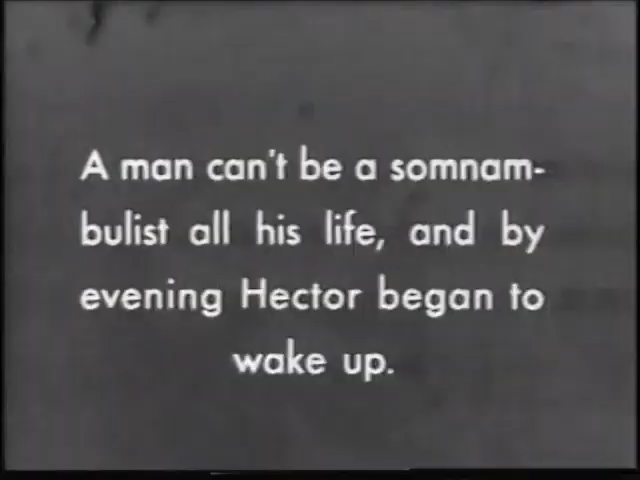 A man can't be a somnam-
bulist all his life, and by
evening Hector began to
wake up.